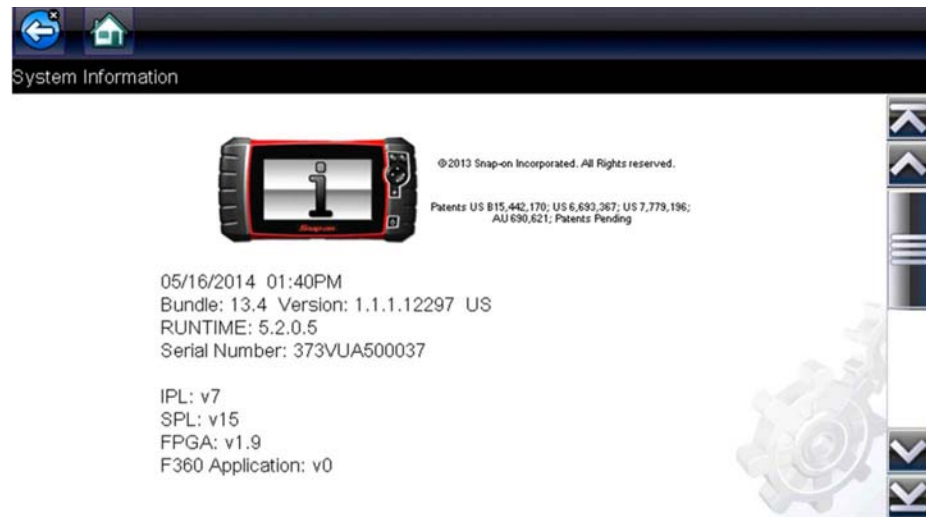 System Information
©2013 Snap-on Incorporated. All Rights reserved.
Patents US B15,442,170; US 6,693,367; US 7,779,196;
AU 690,621; Patents Pending
i
Snap-on
05/16/2014 01:40PM
Bundle: 13.4 Version: 1.1.1.12297 US
RUNTIME: 5.2.0.5
Serial Number: 373VUA500037
IPL: v7
SPL: v15
FPGA: v1.9
F360 Application: v0